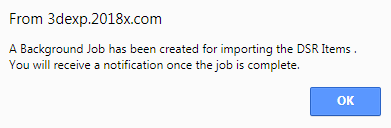 From 3dexp.2018x.com
A Background Job has been created for importing the DSR Items .
You will receive a notification once the job is complete.
OK